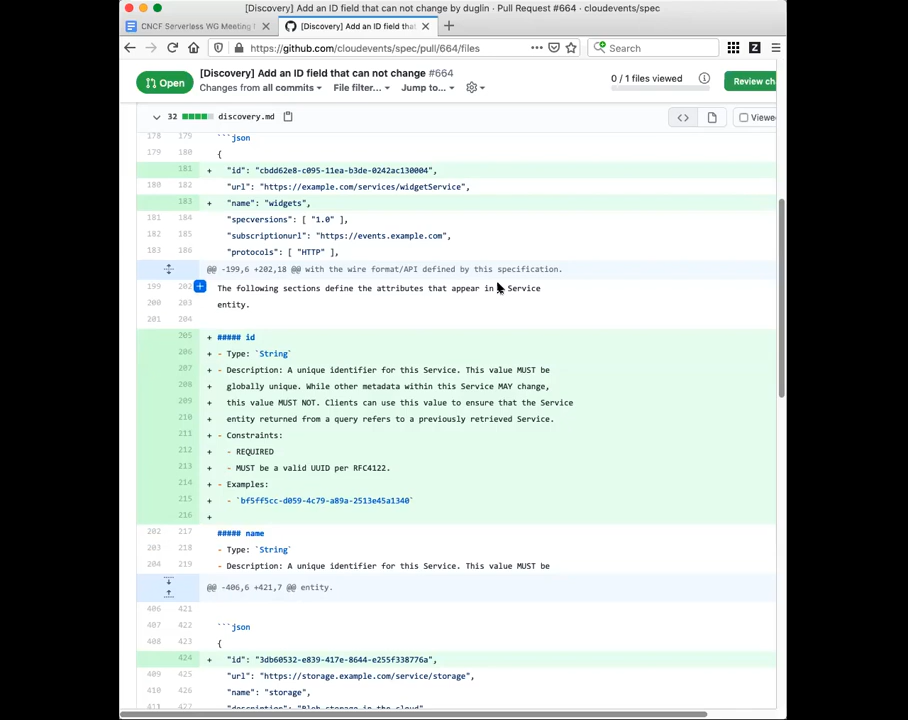 [Discovery] Add an ID field that can not change by duglin · Pull Request #664 · cloudevents/spec
CNCF Serverless WG Meeting
[Discovery] Add an ID field that
https://github.com/cloudevents/spec/pull/664/files
Search
Open
[Discovery] Add an ID field that can not change #664
Changes from all commits
File filter...
Jump to...
0 / 1 files viewed
Review ch
32
discovery.md
Viewe
178 179 ```json
179 180 {
181 + "id": "cbdd62e8-c095-11ea-b3de-0242ac130004",
180 182 "url": "https://example.com/services/widgetService",
183 + "name": "widgets",
181 184 "specversions": [ "1.0" ],
182 185 "subscriptionurl": "https://events.example.com",
183 186 "protocols": [ "HTTP" ],
@@ -199,6 +202,18 @@ with the wire format/API defined by this specification.
199 202 The following sections define the attributes that appear in Service
200 203 entity.
201 204
205 + ##### id
206 + - Type: `String`
207 + - Description: A unique identifier for this Service. This value MUST be
208 + globally unique. While other metadata within this Service MAY change,
209 + this value MUST NOT. Clients can use this value to ensure that the Service
210 + entity returned from a query refers to a previously retrieved Service.
211 + - Constraints:
212 + - REQUIRED
213 + - MUST be a valid UUID per RFC4122.
214 + - Examples:
215 + - `bf5ff5cc-d059-4c79-a89a-2513e45a1340`
216 +
202 217 ##### name
203 218 - Type: `String`
204 219 - Description: A unique identifier for this Service. This value MUST be
@@ -406,6 +421,7 @@ entity.
406 421
407 422 ```json
408 423 {
424 + "id": "3db60532-e839-417e-8644-e255f338776a",
409 425 "url": "https://storage.example.com/service/storage",
410 426 "name": "storage",
411 427 "description": "Blob storage in the cloud",